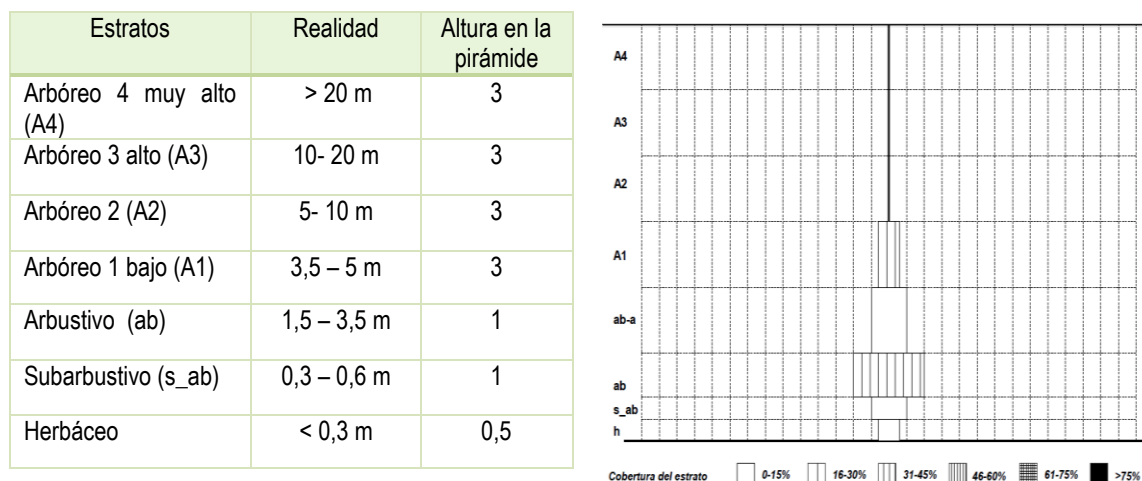 Estratos Realidad Altura en la
pirámide
Arbóreo 4 muy alto
(A4) > 20 m 3
Arbóreo 3 alto (A3) 10- 20 m 3
Arbóreo 2 (A2) 5- 10 m 3
Arbóreo 1 bajo (A1) 3,5 – 5 m 3
Arbustivo (ab) 1,5 – 3,5 m 1
Subarbustivo (s_ab) 0,3 – 0,6 m 1
Herbáceo < 0,3 m 0,5
A4
A3
A2
A1
ab-a
ab
s_ab
h
Cobertura del estrato 0-15% 16-30% 31-45% 46-60% 61-75% >75%